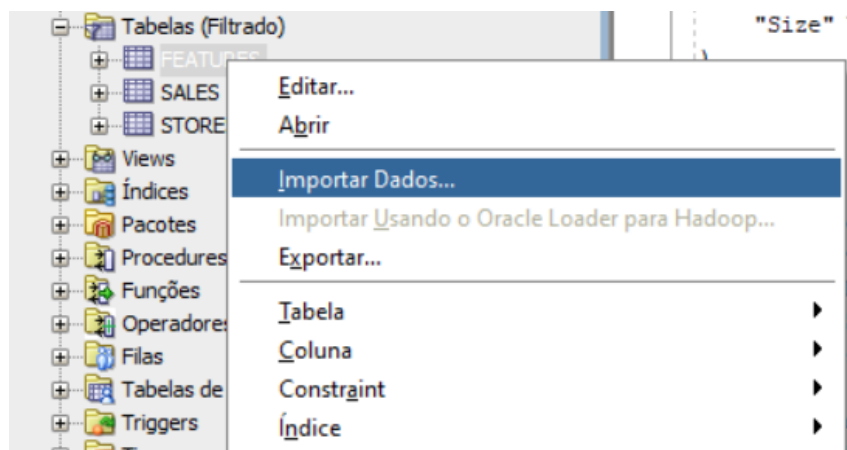 Tabelas (Filtrado)
"Size"
FEATURES
SALES
STORE
Views
Índices
Pacotes
Procedures
Funções
Operadores
Filas
Tabelas de
Triggers
Editar...
Abrir
Importar Dados...
Importar Usando o Oracle Loader para Hadoop...
Exportar...
Tabela
Coluna
Constraint
Índice